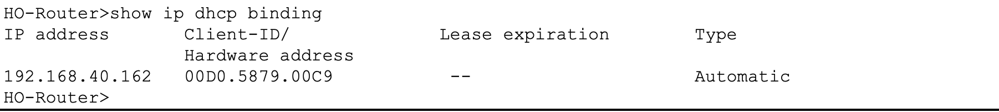 HO-Router>show ip dhcp binding
IP address       Client-ID/              Lease expiration        Type
                 Hardware address
192.168.40.162   00D0.5879.00C9           --                     Automatic
HO-Router>